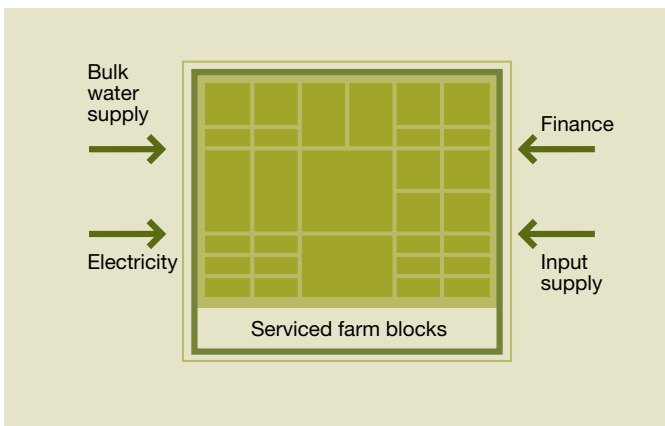 Bulk
water
supply
Finance
Electricity
Input
supply
Serviced farm blocks